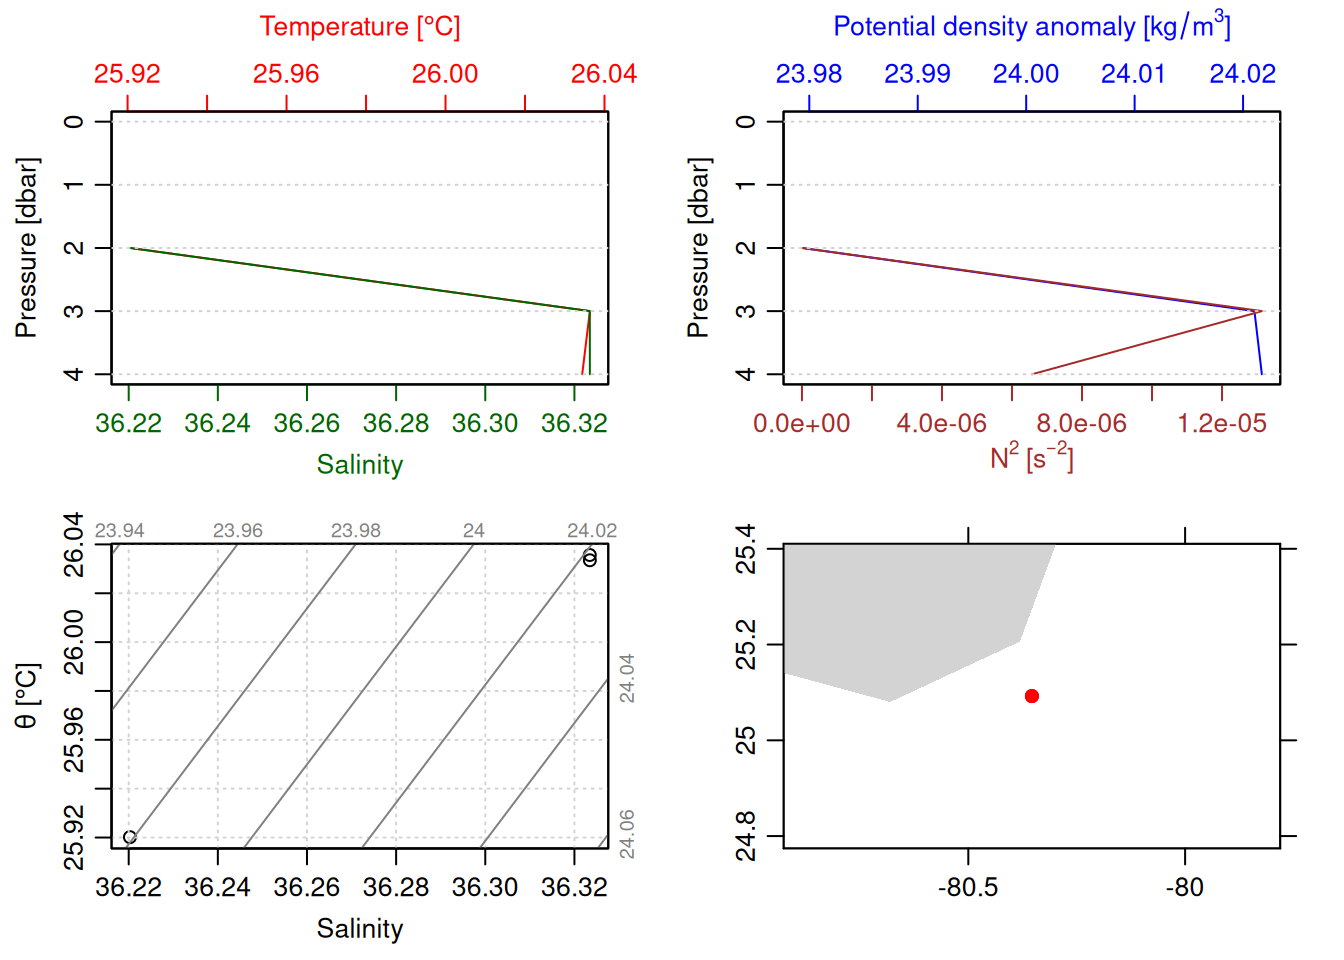 Temperature [°C]
25.92 25.96 26.00 26.04
0
1
2
3
4
Pressure [dbar]
36.22 36.24 36.26 36.28 36.30 36.32
Salinity
Potential density anomaly [kg/m³]
23.98 23.99 24.00 24.01 24.02
0
1
2
3
4
Pressure [dbar]
0.0e+00 4.0e-06 8.0e-06 1.2e-05
N² [s⁻²]
23.94 23.96 23.98 24 24.02
26.04
26.00
25.96
25.92
θ [°C]
24.04
24.06
36.22 36.24 36.26 36.28 36.30 36.32
Salinity
25.4
25.2
25
24.8
-80.5 -80